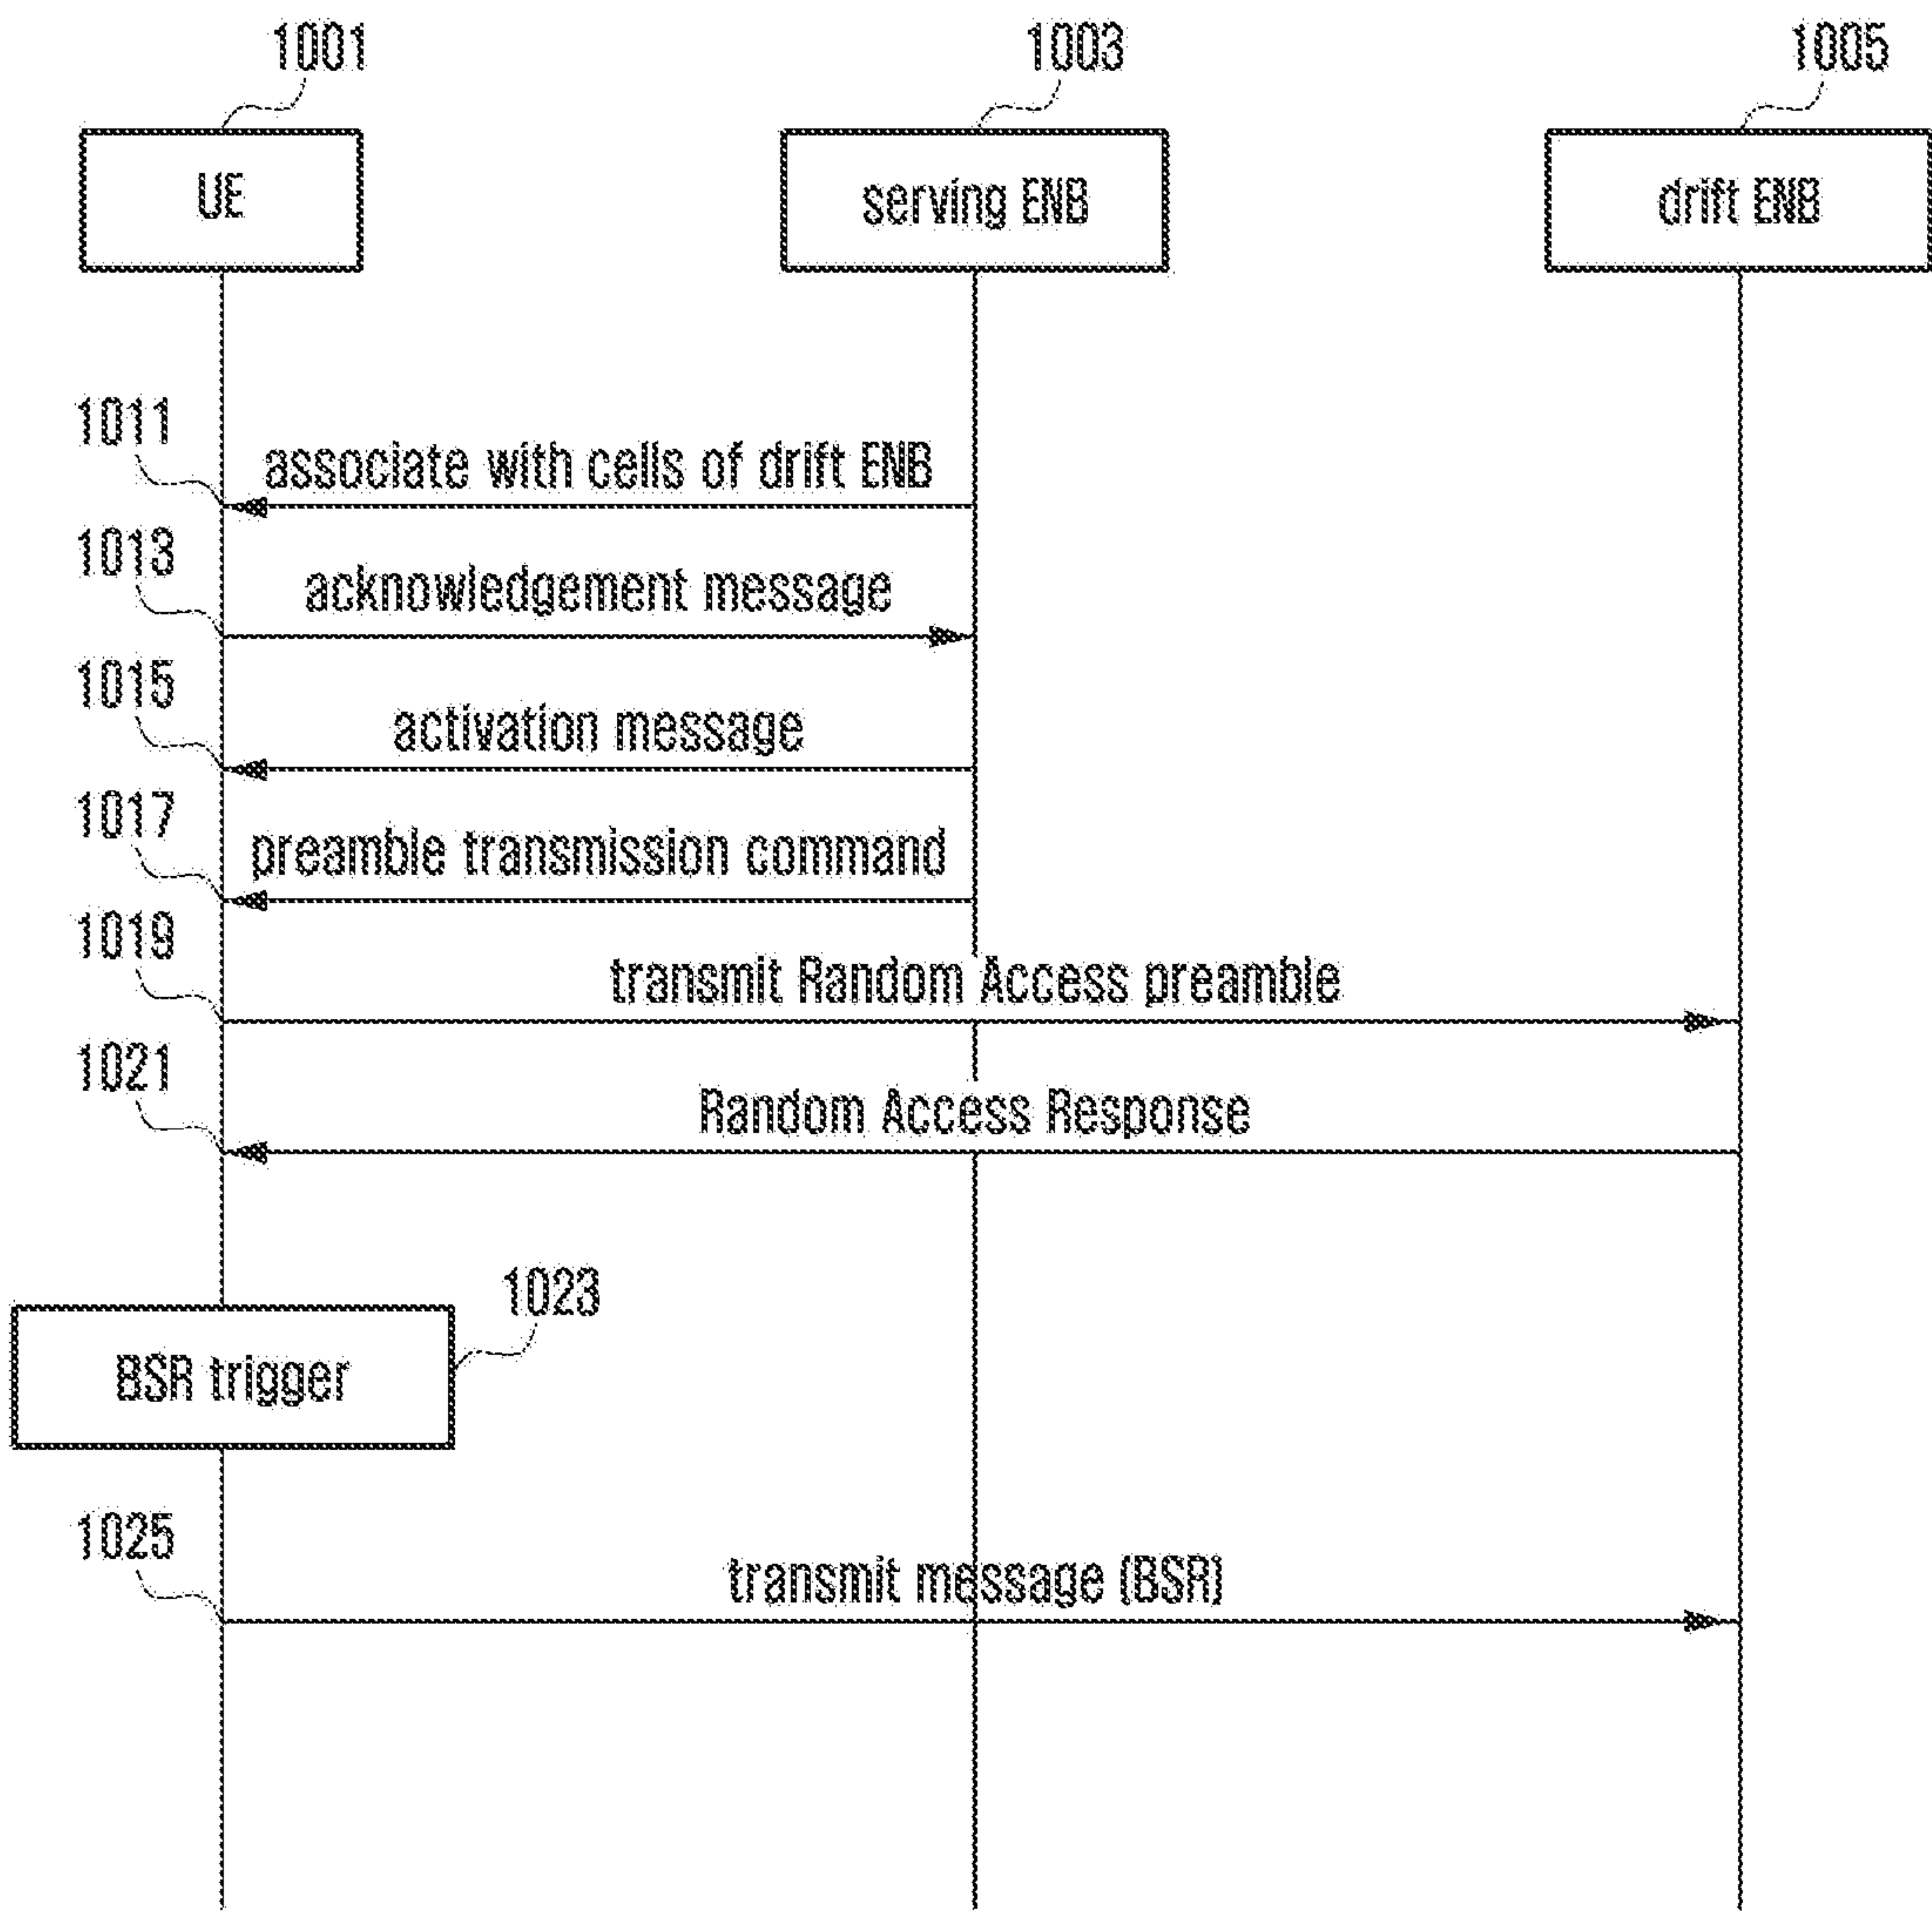 1001
1003
1005
UE
serving ENB
drift ENB
1011
associate with cells of drift ENB
1013
acknowledgement message
1015
activation message
1017
preamble transmission command
1019
transmit Random Access preamble
1021
Random Access Response
1023
BSR trigger
1025
transmit message (BSR)